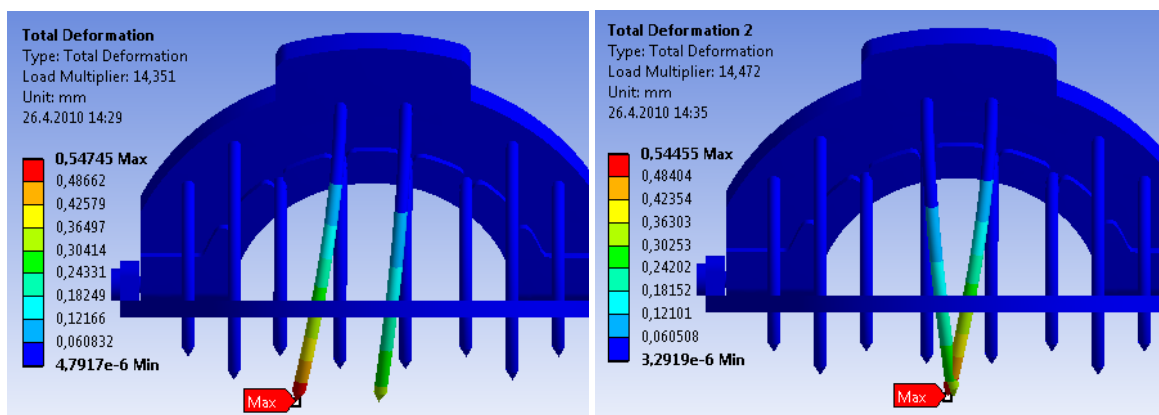 Total Deformation
Type: Total Deformation
Load Multiplier: 14,351
Unit: mm
26.4.2010 14:29
0,54745 Max
0,48662
0,42579
0,36497
0,30414
0,24331
0,18249
0,12166
0,060832
4,7917e-6 Min
Max
Total Deformation 2
Type: Total Deformation
Load Multiplier: 14,472
Unit: mm
26.4.2010 14:35
0,54455 Max
0,48404
0,42354
0,36303
0,30253
0,24202
0,18152
0,12101
0,060508
3,2919e-6 Min
Max